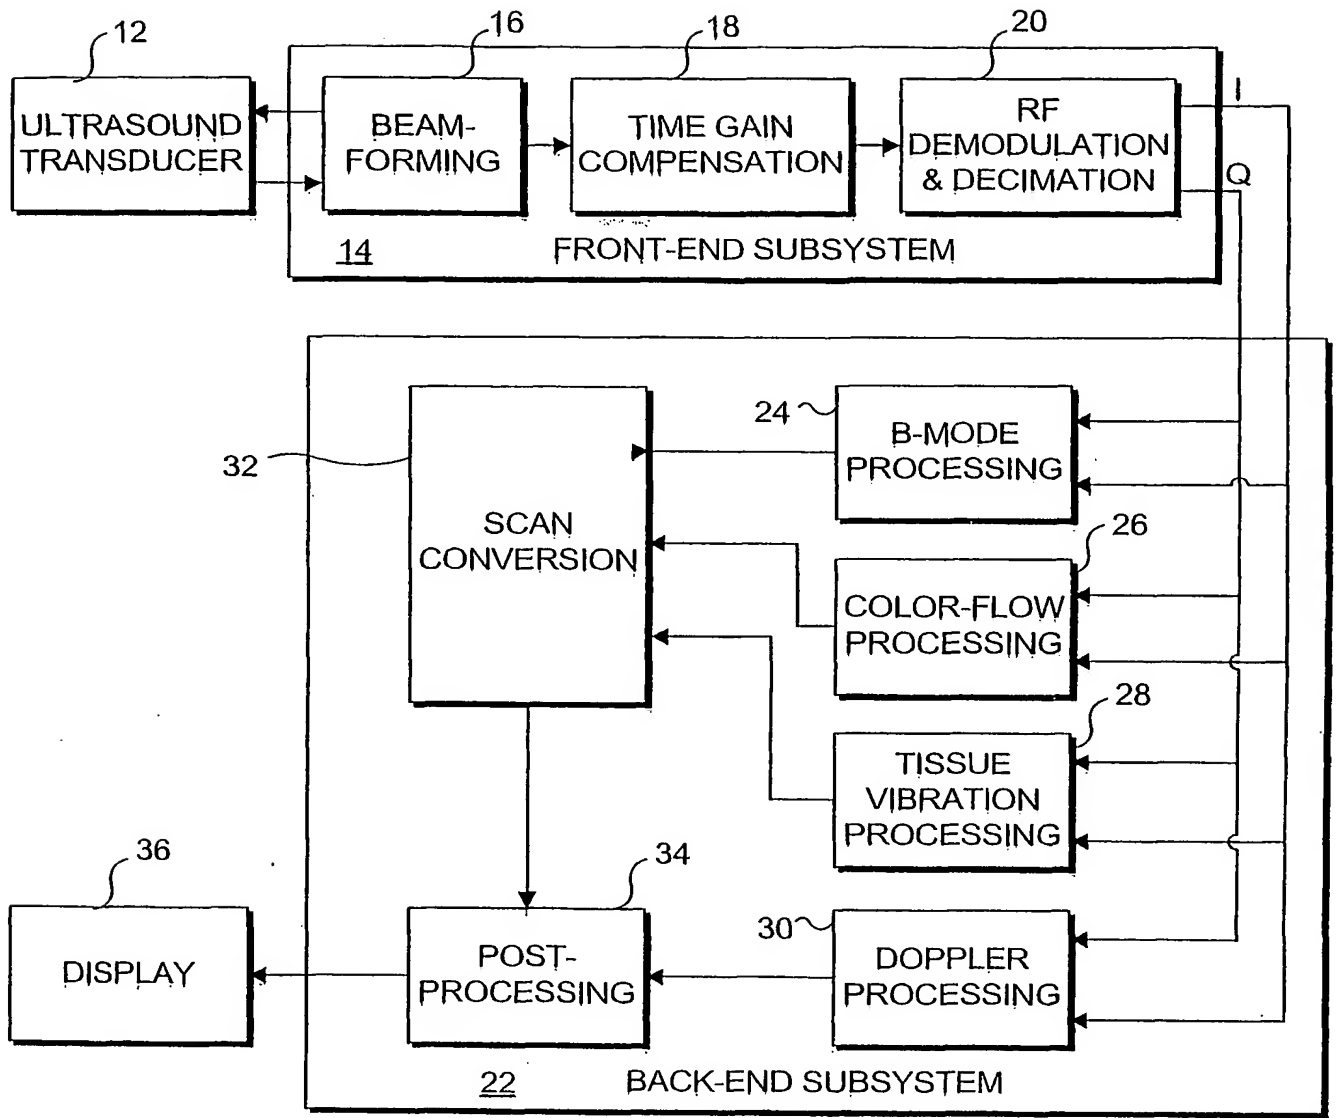 12
16
18
20
ULTRASOUND
TRANSDUCER
BEAM-
FORMING
TIME GAIN
COMPENSATION
RF
DEMODULATION
& DECIMATION
I
Q
14
FRONT-END SUBSYSTEM
24
B-MODE
PROCESSING
32
SCAN
CONVERSION
26
COLOR-FLOW
PROCESSING
28
TISSUE
VIBRATION
PROCESSING
36
DISPLAY
34
POST-
PROCESSING
30
DOPPLER
PROCESSING
22
BACK-END SUBSYSTEM